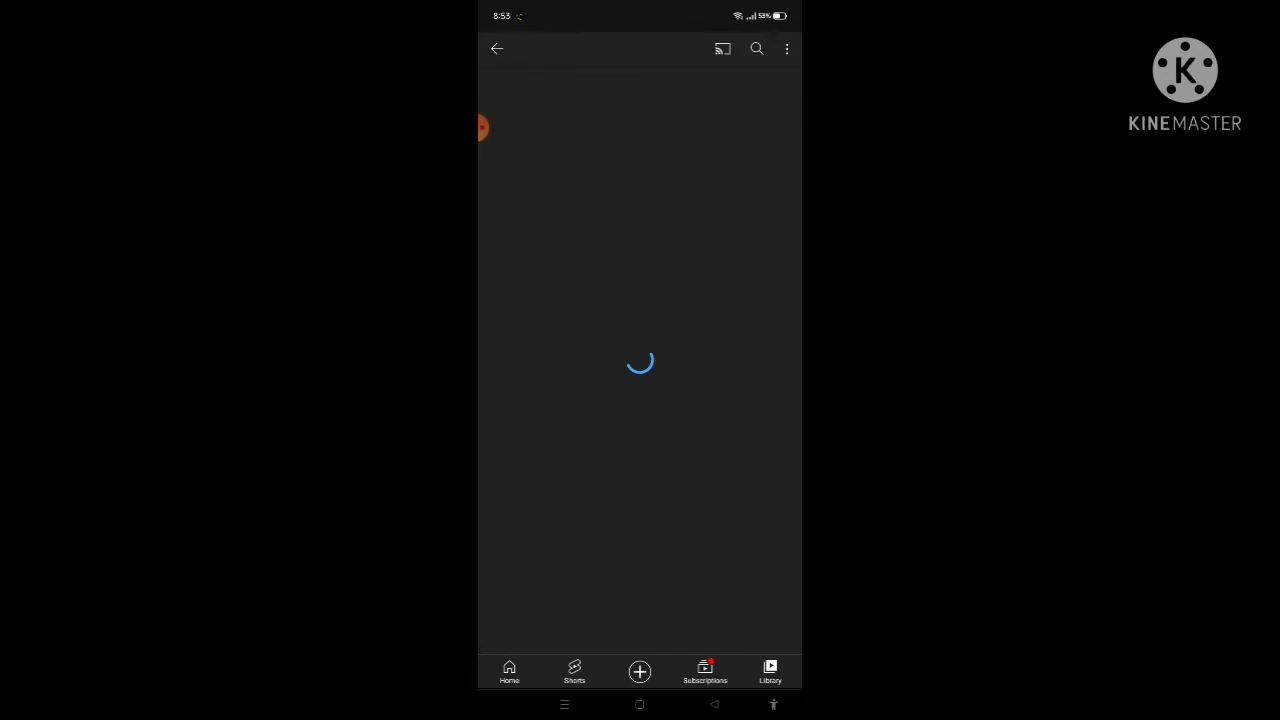 8:53
53%
K
KINEMASTER
Home
Shorts
Subscriptions
Library